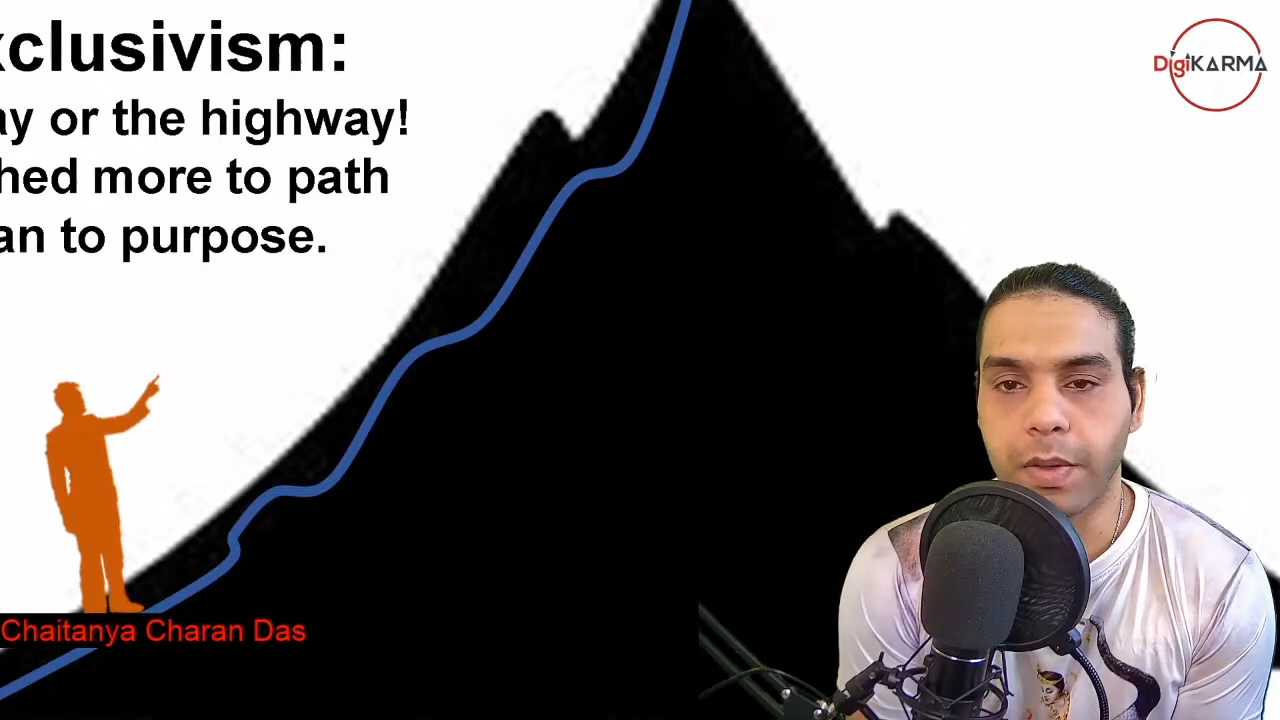 xclusivism:
ay or the highway!
hed more to path
an to purpose.
DigiKARMA
Chaitanya Charan Das